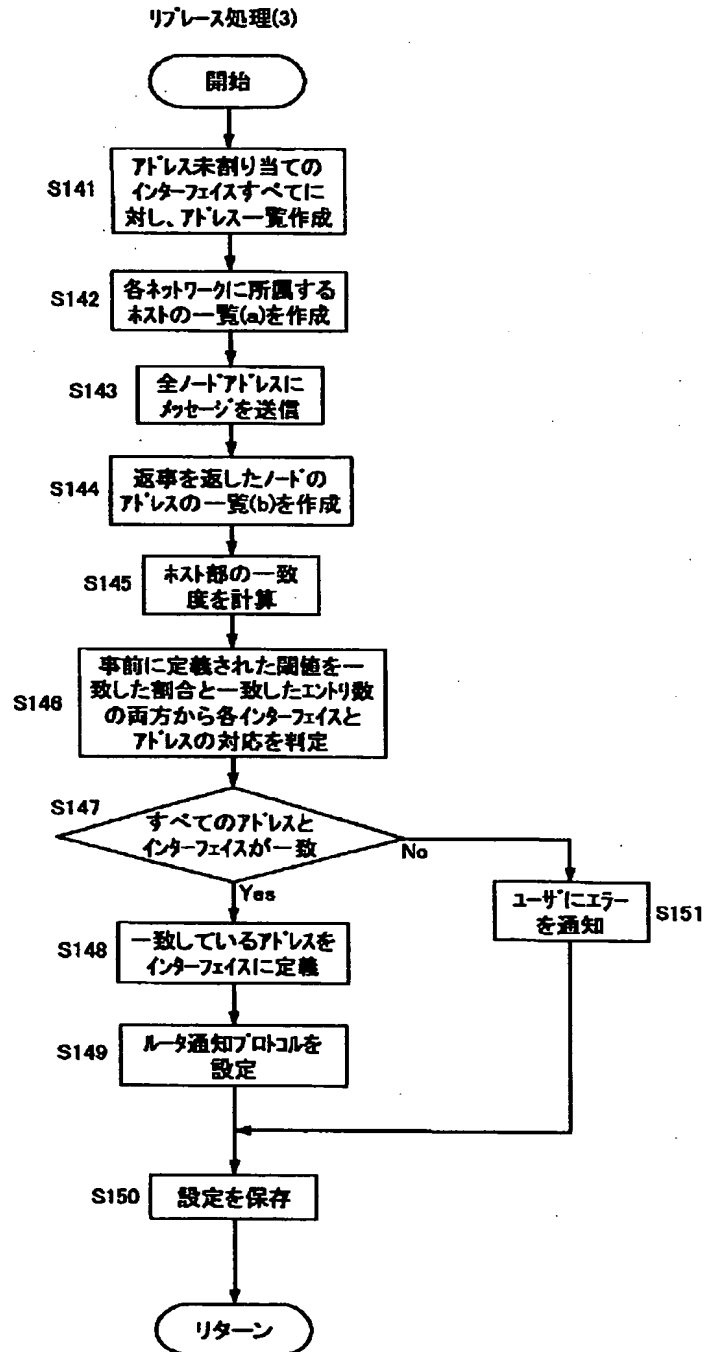 リプレース処理(3)
開始
S141
アドレス未割り当ての
インターフェイスすべてに
対し、アドレス一覧作成
S142
各ネットワークに所属する
ホストの一覧(a)を作成
S143
全ノードアドレスに
メッセージを送信
S144
返事を返したノードの
アドレスの一覧(b)を作成
S145
ホスト部の一致
度を計算
S146
事前に定義された閾値を一
致した割合と一致したエントリ数
の両方から各インターフェイスと
アドレスの対応を判定
S147
すべてのアドレスと
インターフェイスが一致
No
Yes
ユーザにエラー
を通知
S151
S148
一致しているアドレスを
インターフェイスに定義
S149
ルータ通知プロトコルを
設定
S150
設定を保存
リターン